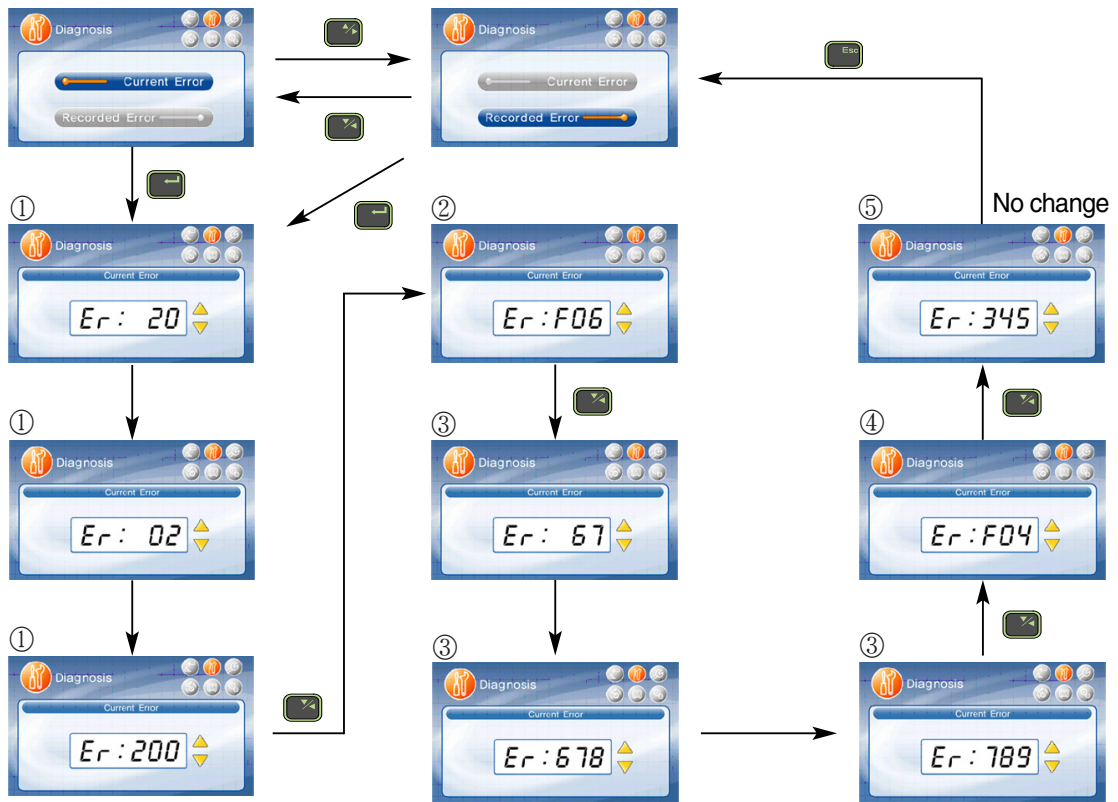 Diagnosis
Current Error
Recorded Error
Diagnosis
Current Error
Recorded Error
Esc
①
Diagnosis
Current Error
Er: 20
②
Diagnosis
Current Error
Er:F06
⑤
No change
Diagnosis
Current Error
Er:345
①
Diagnosis
Current Error
Er: 02
③
Diagnosis
Current Error
Er: 67
④
Diagnosis
Current Error
Er:F04
①
Diagnosis
Current Error
Er:200
③
Diagnosis
Current Error
Er:678
③
Diagnosis
Current Error
Er:789